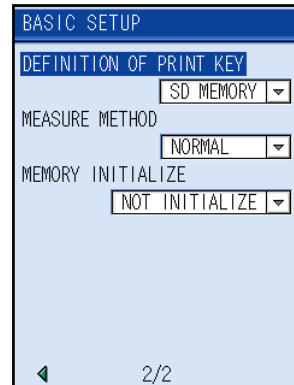 BASIC SETUP
DEFINITION OF PRINT KEY
SD MEMORY
MEASURE METHOD
NORMAL
MEMORY INITIALIZE
NOT INITIALIZE
2/2